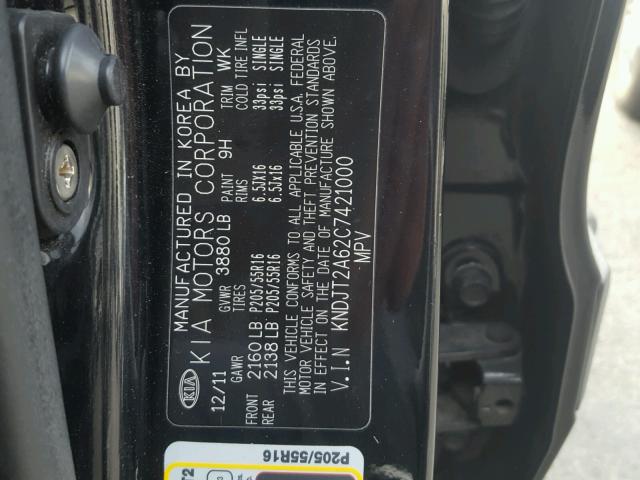 MANUFACTURED IN KOREA BY
KIA KIA MOTORS CORPORATION
12/11 GVWR 3880 LB PAINT 9H TRIM WK
GAWR TIRES RIMS COLD TIRE INFL
FRONT 2160 LB P205/55R16 6.5JX16 33psi SINGLE
REAR 2138 LB P205/55R16 6.5JX16 33psi SINGLE
THIS VEHICLE CONFORMS TO ALL APPLICABLE U.S.A. FEDERAL
MOTOR VEHICLE SAFETY AND THEFT PREVENTION STANDARDS
IN EFFECT ON THE DATE OF MANUFACTURE SHOWN ABOVE.
V.I.N KNDJT2A62C7421000
MPV
P205/55R16